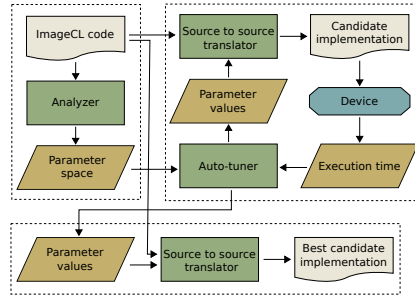 ImageCL code
Source to source
translator
Candidate
implementation
Analyzer
Parameter
values
Device
Parameter
space
Auto-tuner
Execution time
Parameter
values
Source to source
translator
Best candidate
implementation